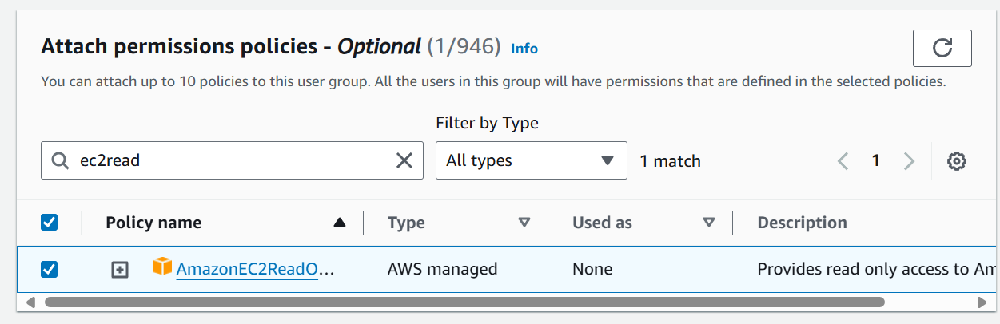 Attach permissions policies - Optional (1/946) Info
You can attach up to 10 policies to this user group. All the users in this group will have permissions that are defined in the selected policies.
Filter by Type
ec2read All types 1 match 1
Policy name Type Used as Description
AmazonEC2ReadO... AWS managed None Provides read only access to Am